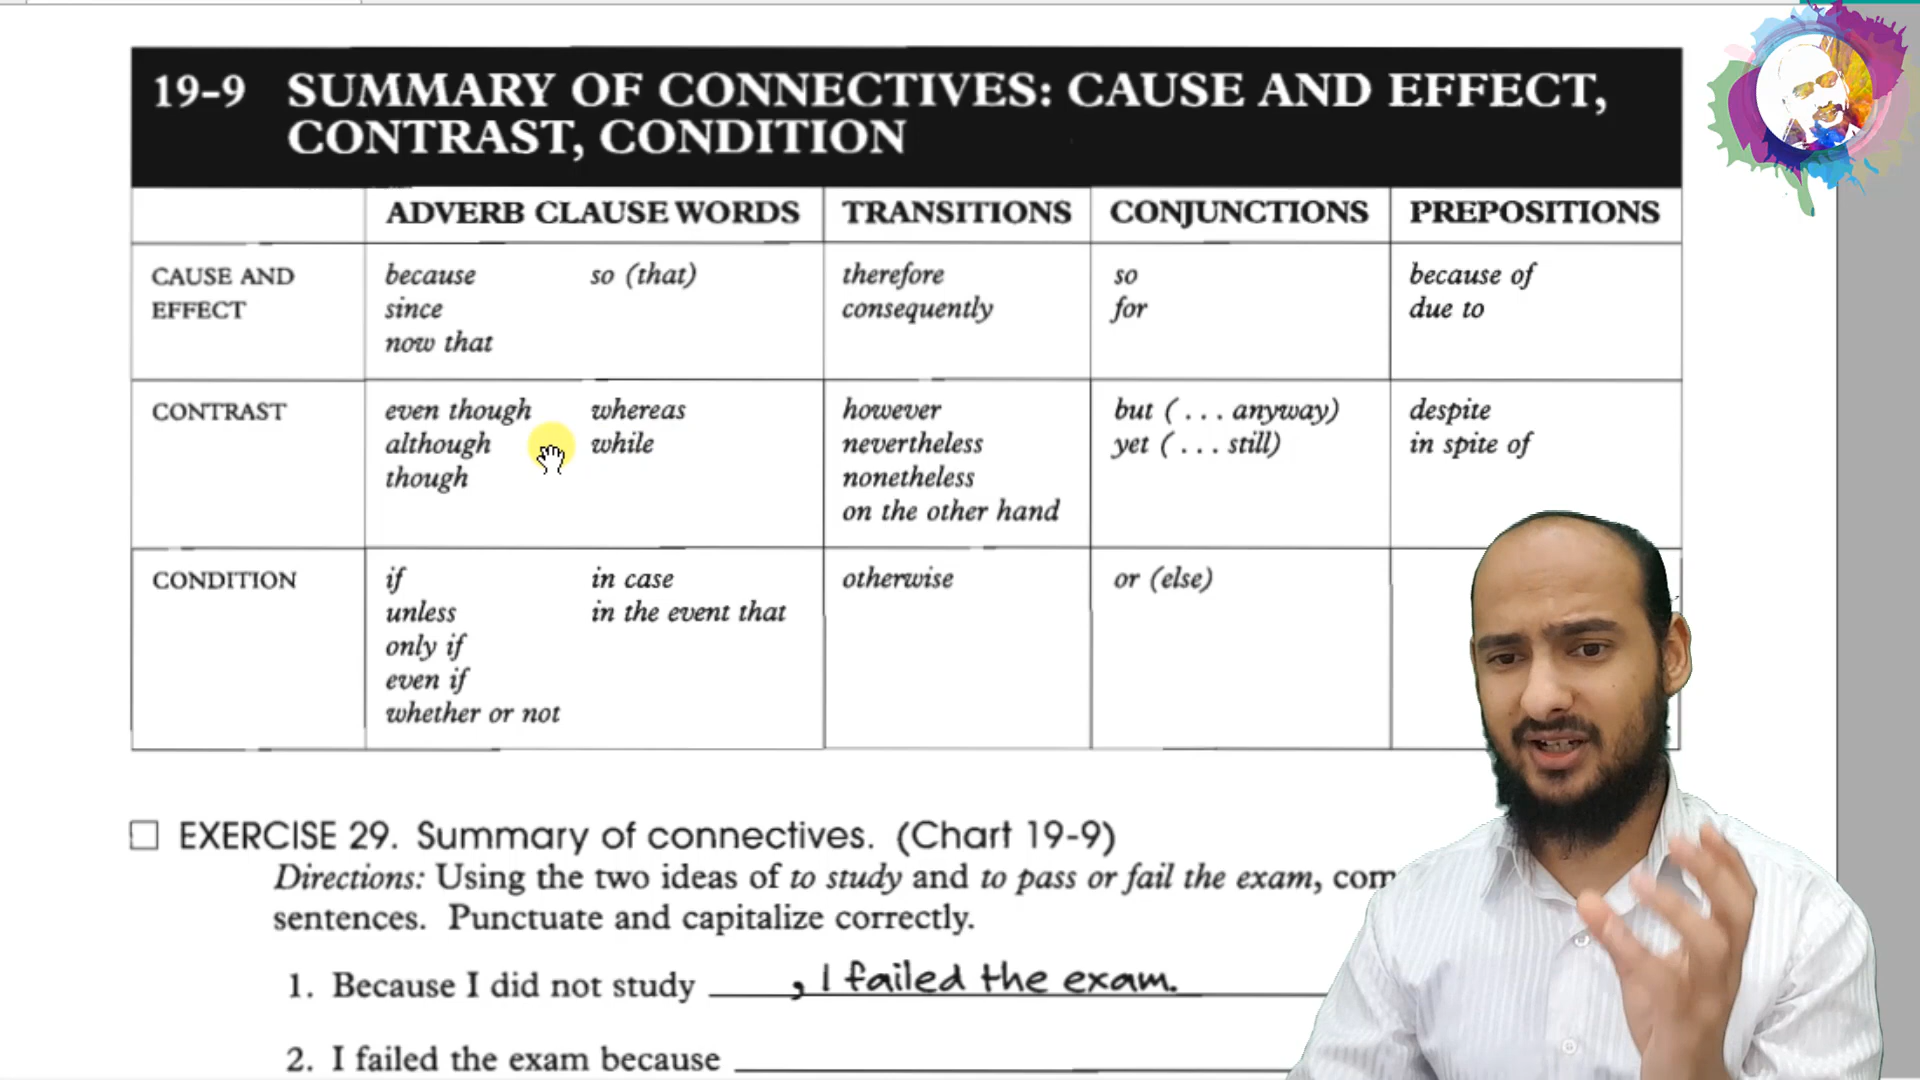 19-9 SUMMARY OF CONNECTIVES: CAUSE AND EFFECT,
CONTRAST, CONDITION
ADVERB CLAUSE WORDS TRANSITIONS CONJUNCTIONS PREPOSITIONS
CAUSE AND because so (that) therefore so because of
EFFECT since consequently for due to
now that
CONTRAST even though whereas however but (...anyway) despite
although while nevertheless yet (...still) in spite of
though nonetheless
on the other hand
CONDITION if in case otherwise or (else)
unless in the event that
only if
even if
whether or not
EXERCISE 29. Summary of connectives. (Chart 19-9)
Directions: Using the two ideas of to study and to pass or fail the exam,
sentences. Punctuate and capitalize correctly.
1. Because I did not study , I failed the exam.
2. I failed the exam because